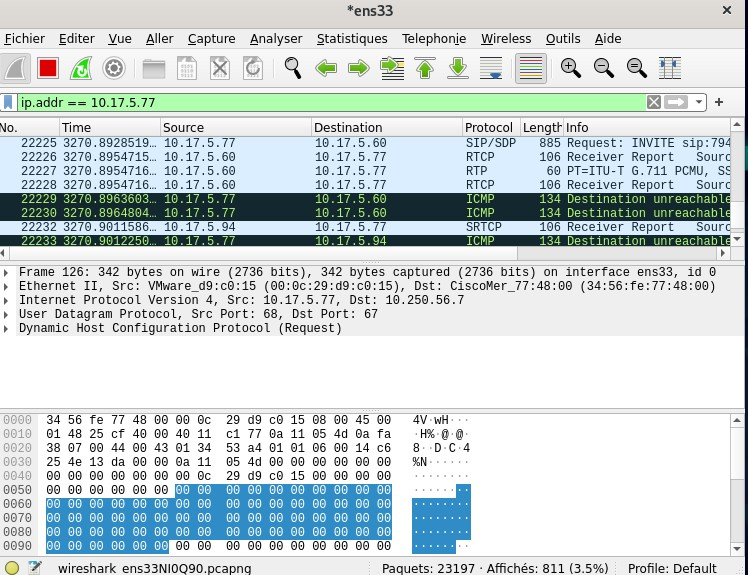 *ens33
Fichier Editer Vue Aller Capture Analyser Statistiques Telephonie Wireless Outils Aide
ip.addr == 10.17.5.77
No. Time Source Destination Protocol Length Info
22225 3270.8928519… 10.17.5.77 10.17.5.60 SIP/SDP 885 Request: INVITE sip:794
22226 3270.8954715… 10.17.5.60 10.17.5.77 RTCP 106 Receiver Report Sourc
22227 3270.8954716… 10.17.5.60 10.17.5.77 RTP 60 PT=ITU-T G.711 PCMU, SS
22228 3270.8954716… 10.17.5.60 10.17.5.77 RTCP 106 Receiver Report Sourc
22229 3270.8963603… 10.17.5.77 10.17.5.60 ICMP 134 Destination unreachable
22230 3270.8964804… 10.17.5.77 10.17.5.60 ICMP 134 Destination unreachable
22232 3270.9011586… 10.17.5.94 10.17.5.77 SRTCP 106 Receiver Report Sourc
22233 3270.9012250… 10.17.5.77 10.17.5.94 ICMP 134 Destination unreachable
Frame 126: 342 bytes on wire (2736 bits), 342 bytes captured (2736 bits) on interface ens33, id 0
Ethernet II, Src: VMware_d9:c0:15 (00:0c:29:d9:c0:15), Dst: CiscoMer_77:48:00 (34:56:fe:77:48:00)
Internet Protocol Version 4, Src: 10.17.5.77, Dst: 10.250.56.7
User Datagram Protocol, Src Port: 68, Dst Port: 67
Dynamic Host Configuration Protocol (Request)
0000 34 56 fe 77 48 00 00 0c 29 d9 c0 15 08 00 45 00 4V·wH···
0010 01 48 25 cf 40 00 40 11 c1 77 0a 11 05 4d 0a fa ·H%·@·@·
0020 38 07 00 44 00 43 01 34 53 a4 01 01 06 00 14 c6 8··D·C·4
0030 25 4e 13 da 00 00 0a 11 05 4d 00 00 00 00 00 00 %N······
0040 00 00 00 00 00 00 00 0c 29 d9 c0 15 00 00 00 00 ········
0050 00 00 00 00 00 00 00 00 00 00 00 00 00 00 00 00 ········
0060 00 00 00 00 00 00 00 00 00 00 00 00 00 00 00 00 ········
0070 00 00 00 00 00 00 00 00 00 00 00 00 00 00 00 00 ········
0080 00 00 00 00 00 00 00 00 00 00 00 00 00 00 00 00 ········
0090 00 00 00 00 00 00 00 00 00 00 00 00 00 00 00 00 ········
wireshark_ens33NI0Q90.pcapng Paquets: 23197 · Affichés: 811 (3.5%) Profile: Default